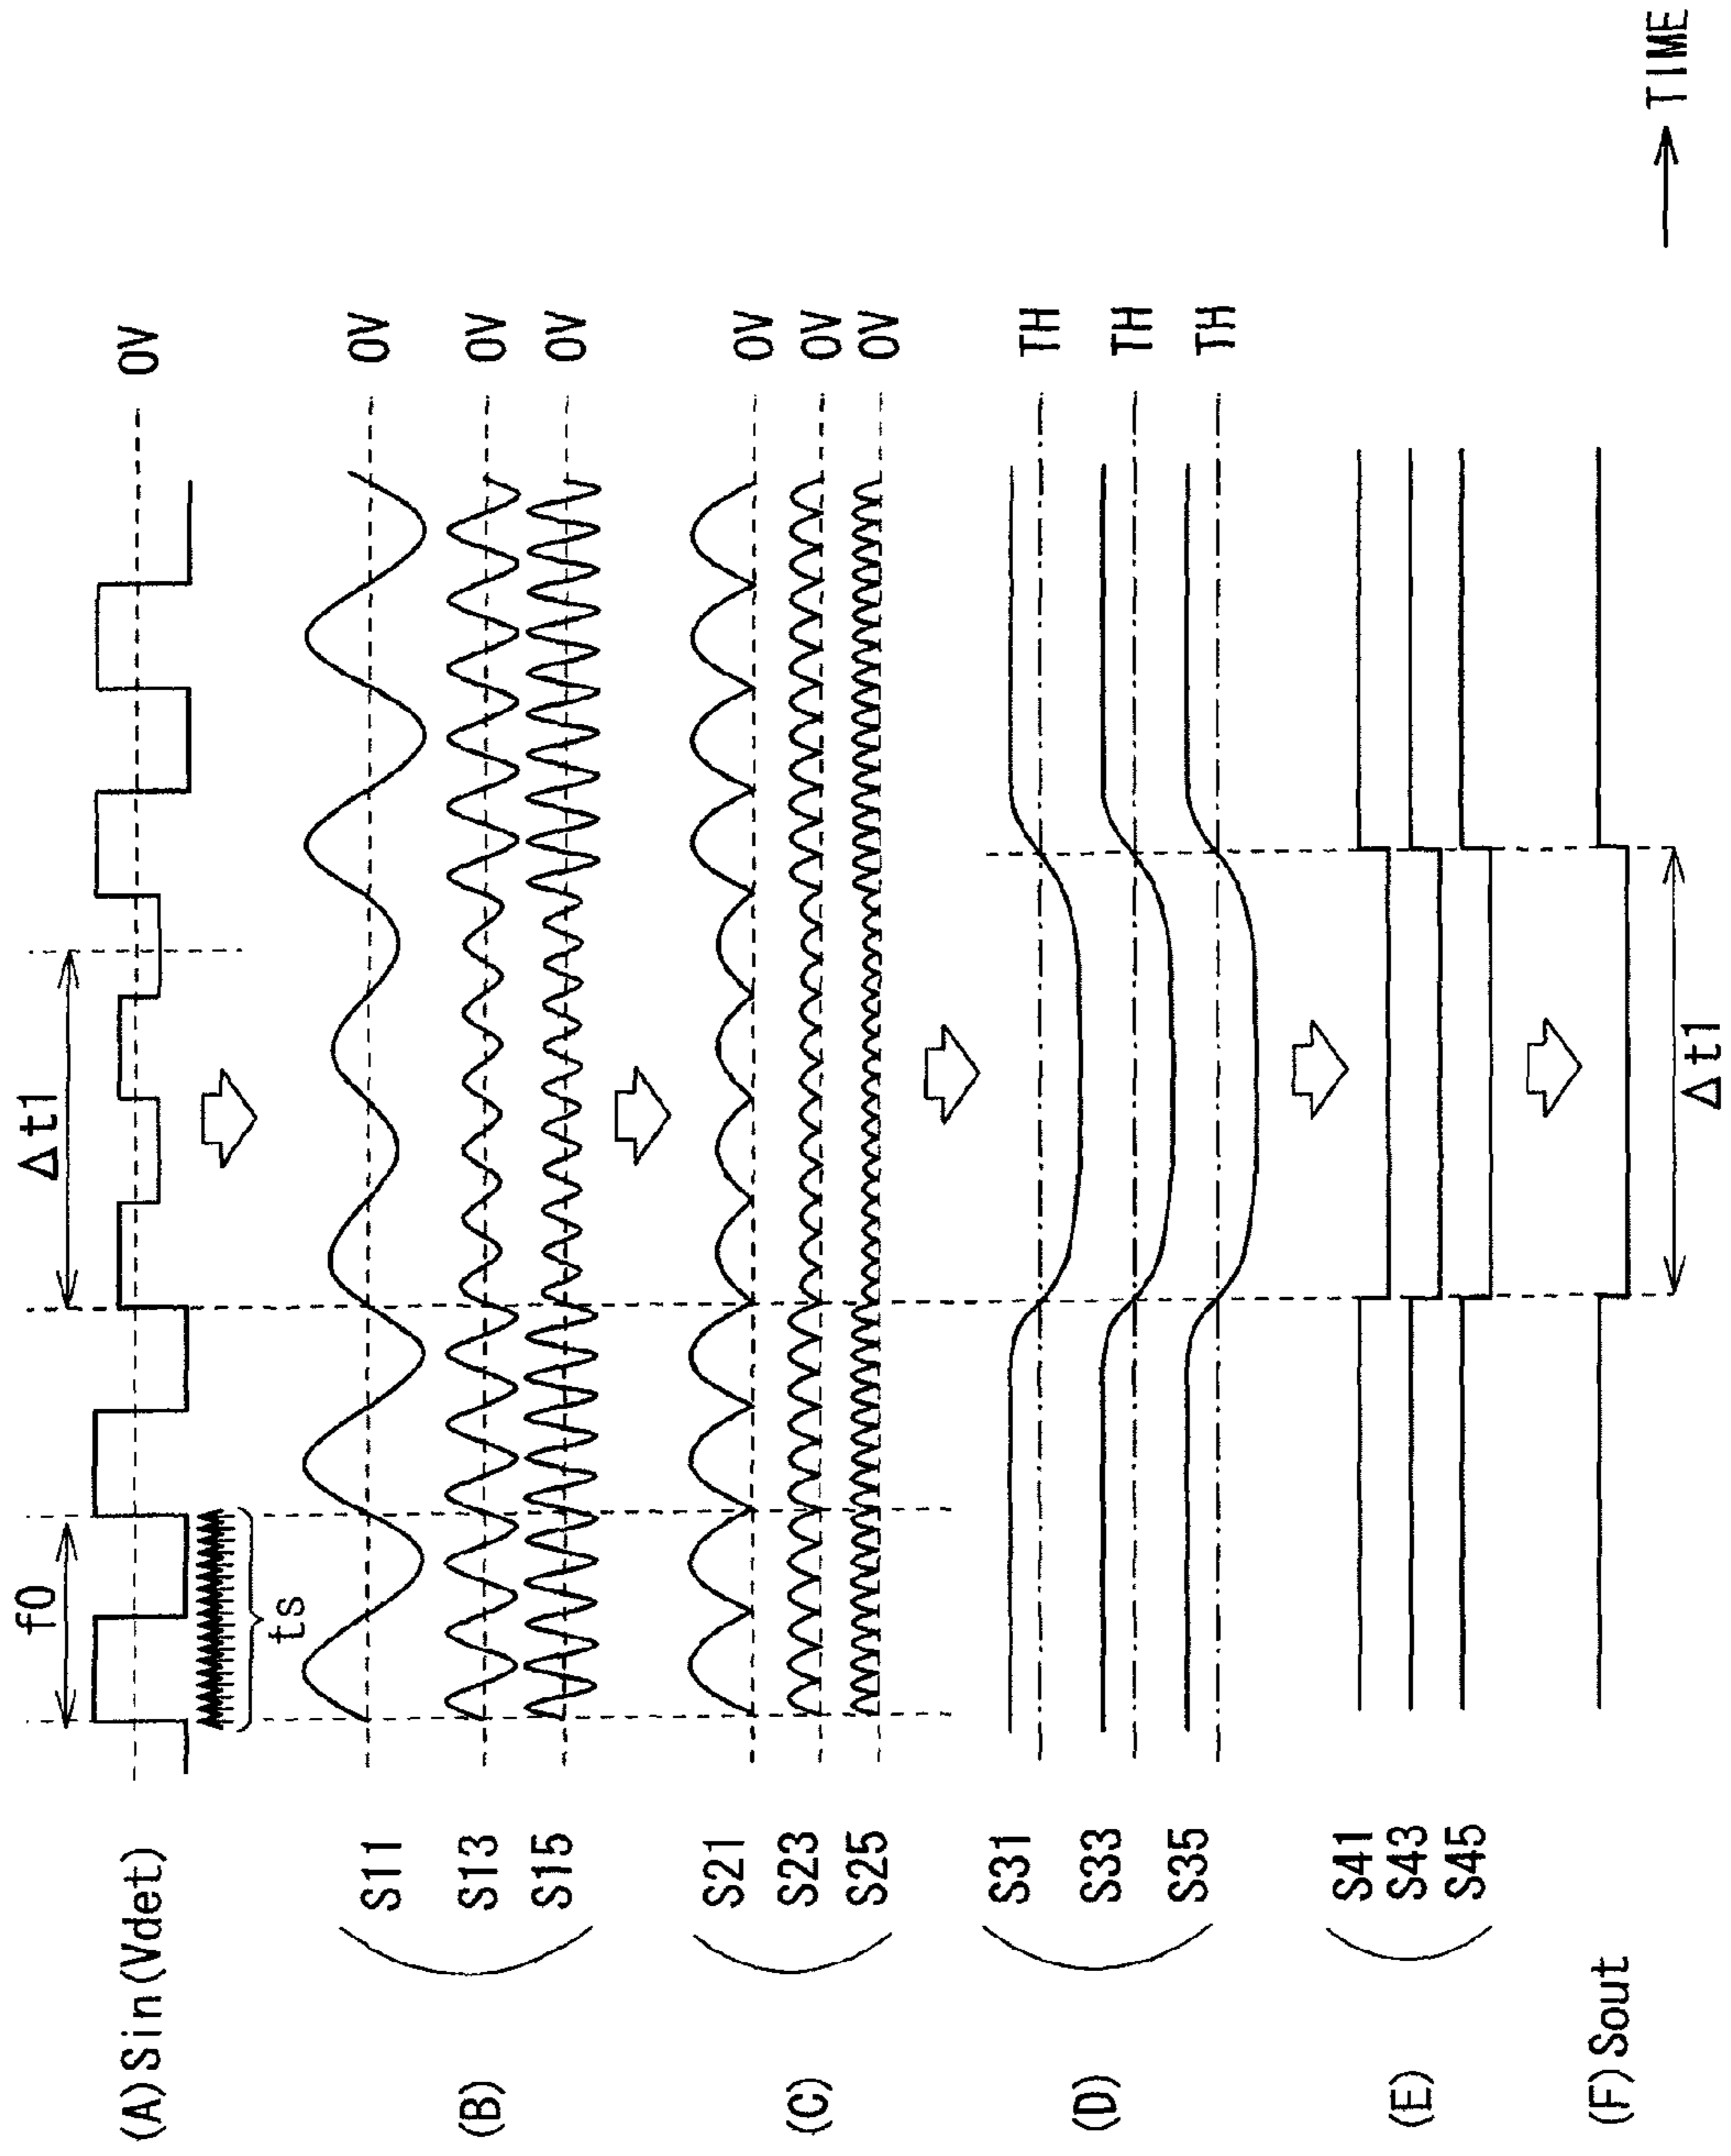 Δt1
f0
(A) Sin(Vdet)
0V
ts
(B)
S11
0V
S13
0V
S15
0V
(C)
S21
0V
S23
0V
S25
0V
(D)
S31
TH
S33
TH
S35
TH
(E)
S41
S43
S45
(F) Sout
Δt1
TIME